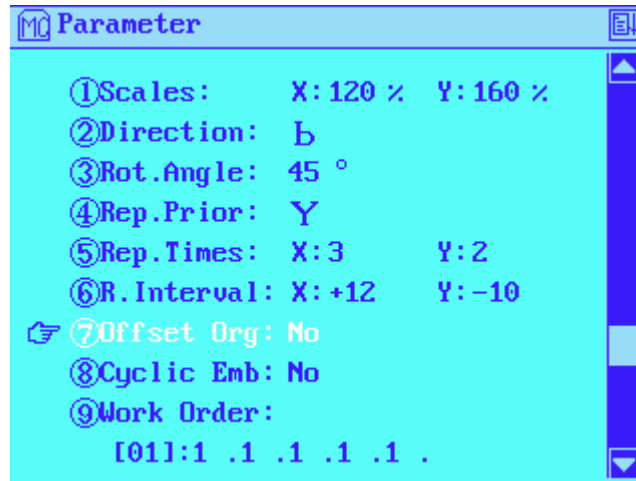 MC Parameter
①Scales: X:120 % Y:160 %
②Direction: Ь
③Rot.Angle: 45 °
④Rep.Prior: Y
⑤Rep.Times: X:3 Y:2
⑥R.Interval: X:+12 Y:-10
⑦Offset Org: No
⑧Cyclic Emb: No
⑨Work Order:
[01]:1 .1 .1 .1 .1 .